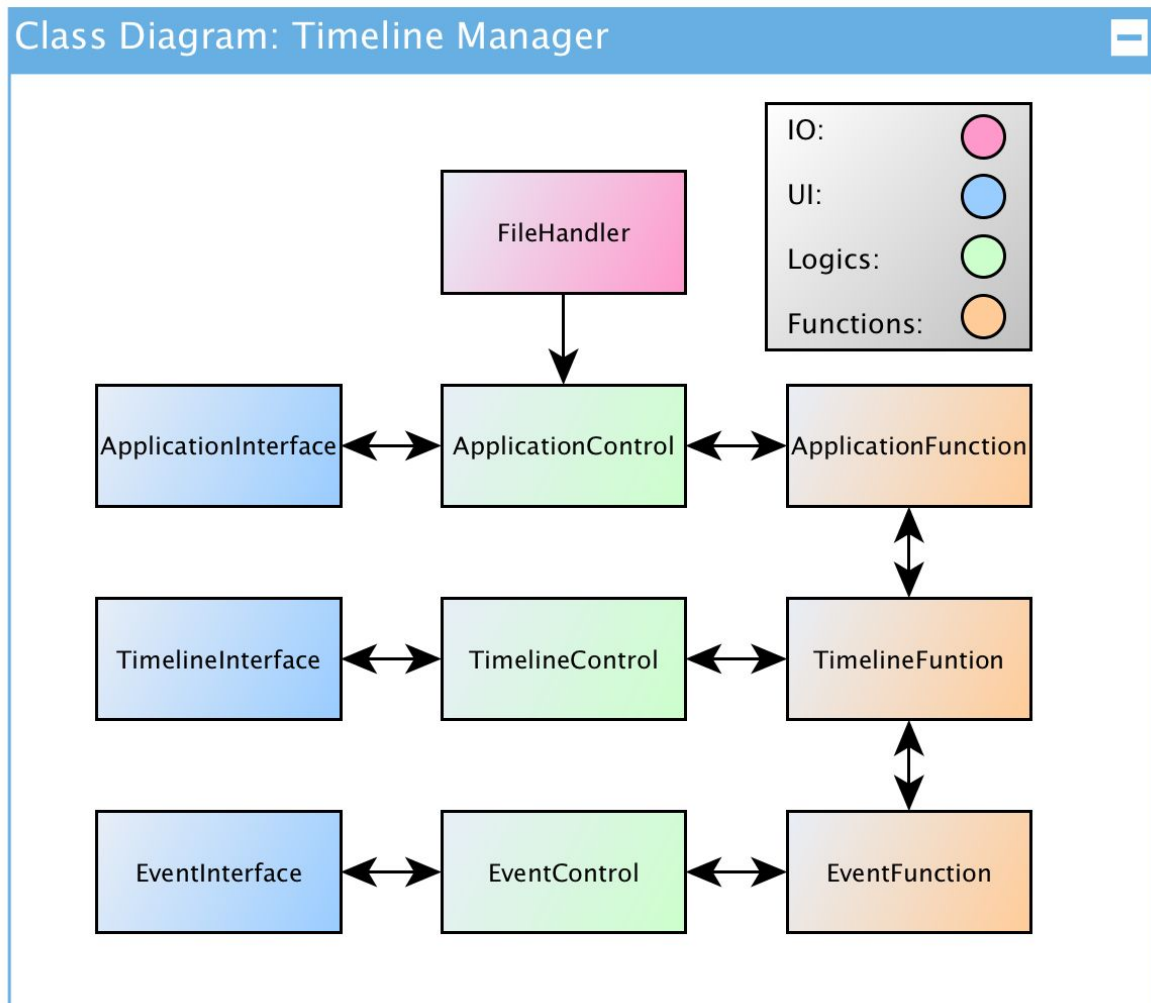 Class Diagram: Timeline Manager
IO:
UI:
Logics:
Functions:
FileHandler
ApplicationInterface
ApplicationControl
ApplicationFunction
TimelineInterface
TimelineControl
TimelineFuntion
EventInterface
EventControl
EventFunction